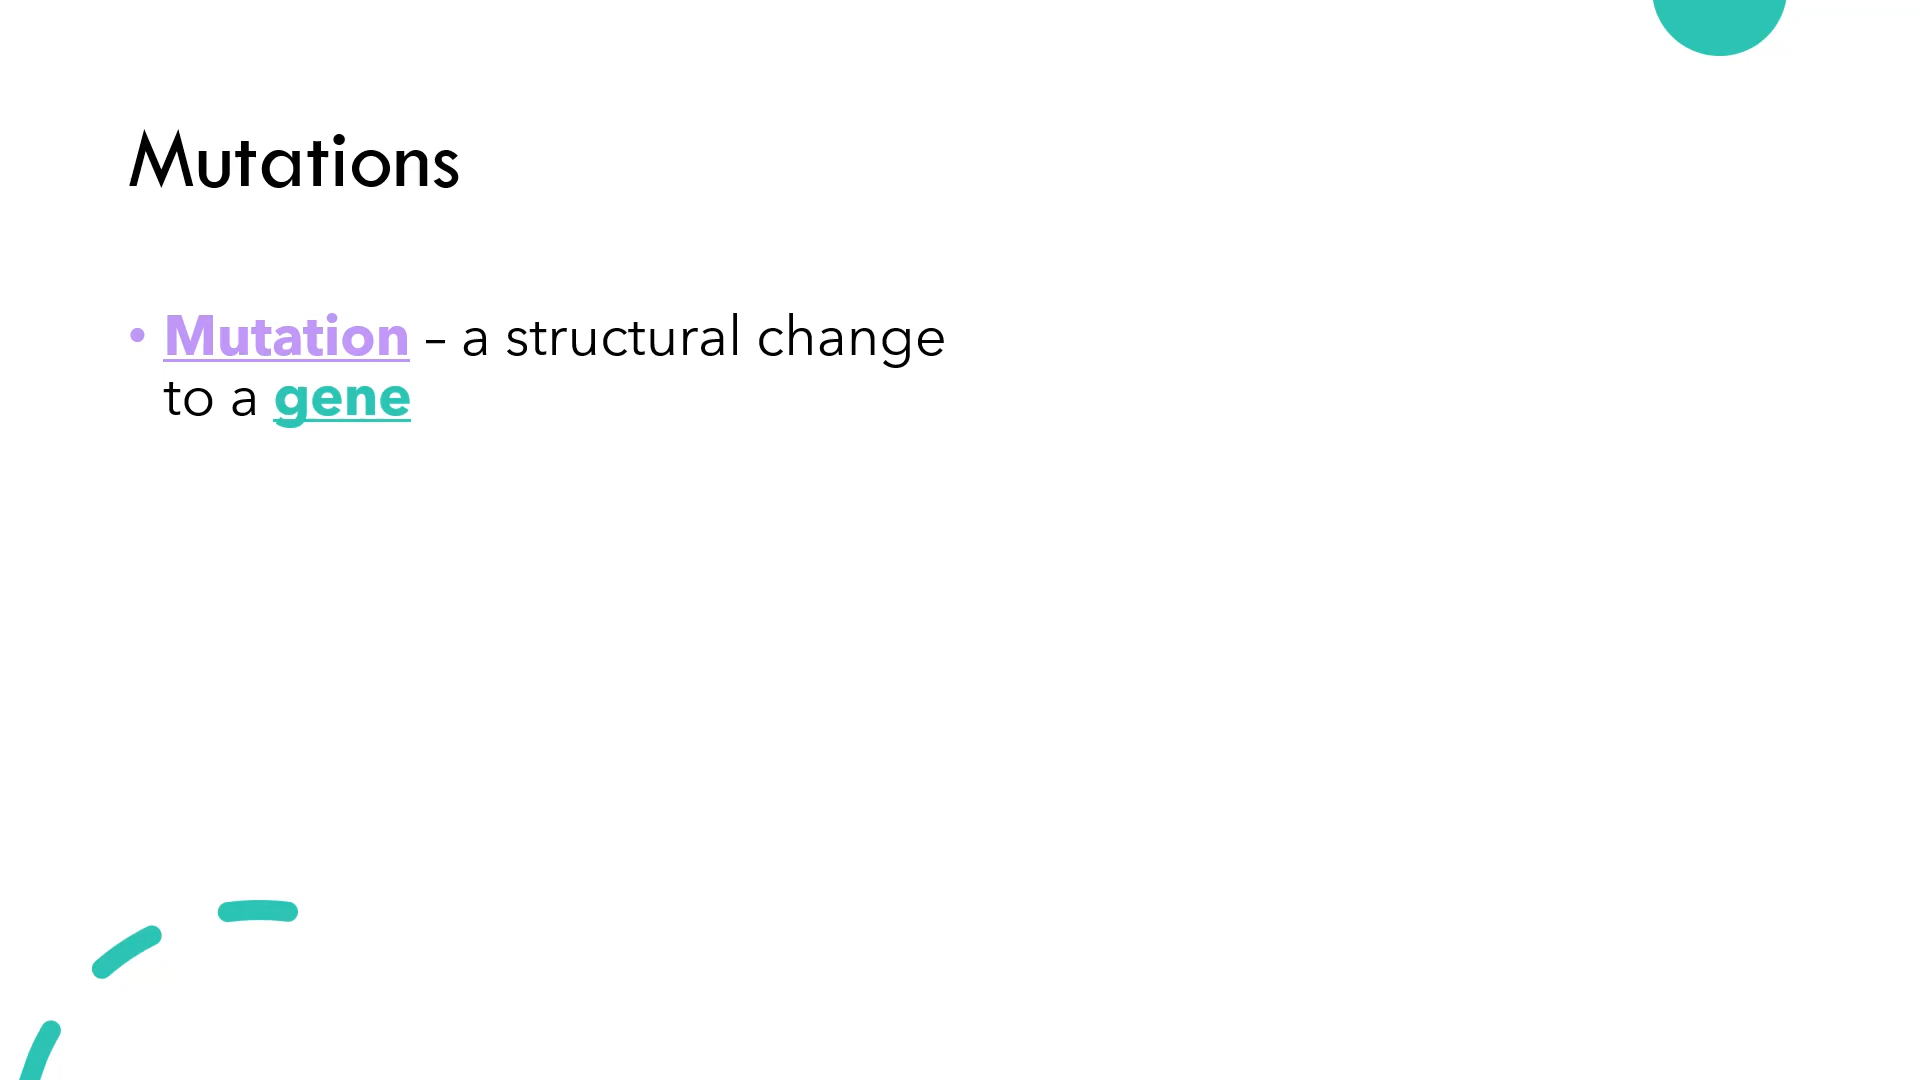 Mutations
• Mutation – a structural change
to a gene